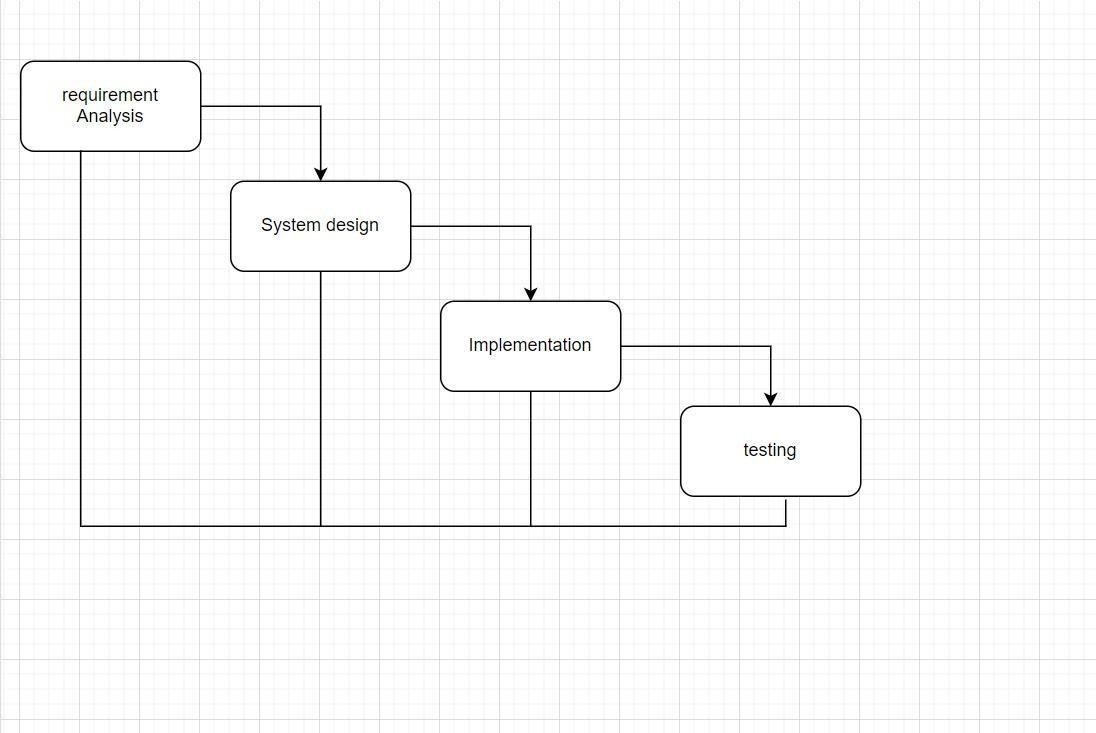 requirement
Analysis
System design
Implementation
testing